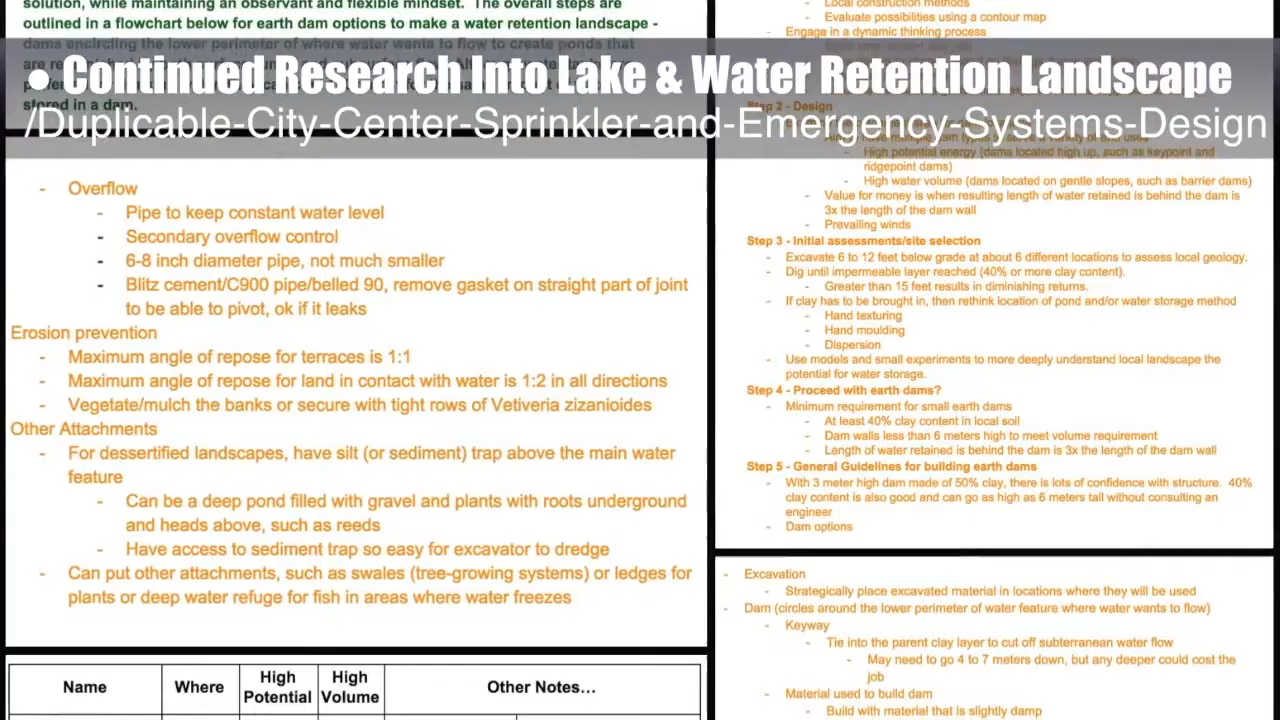 solution, while maintaining an observant and flexible mindset. The overall steps are
outlined in a flowchart below for earth dam options to make a water retention landscape -
dams encircling the lower perimeter of where water wants to flow to create ponds that
are
stored in a dam.
● Continued Research Into Lake & Water Retention Landscape
/Duplicable-City-Center-Sprinkler-and-Emergency-Systems-Design
- Overflow
- Pipe to keep constant water level
- Secondary overflow control
- 6-8 inch diameter pipe, not much smaller
- Blitz cement/C900 pipe/belled 90, remove gasket on straight part of joint
to be able to pivot, ok if it leaks
Erosion prevention
- Maximum angle of repose for terraces is 1:1
- Maximum angle of repose for land in contact with water is 1:2 in all directions
- Vegetate/mulch the banks or secure with tight rows of Vetiveria zizanioides
Other Attachments
- For dessertified landscapes, have silt (or sediment) trap above the main water
feature
- Can be a deep pond filled with gravel and plants with roots underground
and heads above, such as reeds
- Have access to sediment trap so easy for excavator to dredge
- Can put other attachments, such as swales (tree-growing systems) or ledges for
plants or deep water refuge for fish in areas where water freezes
Name Where High Potential High Volume Other Notes...
- Local construction methods
- Evaluate possibilities using a contour map
- Engage in a dynamic thinking process
Step 2 - Design
- High potential energy (dams located high up, such as keypoint and
ridgepoint dams)
- High water volume (dams located on gentle slopes, such as barrier dams)
- Value for money is when resulting length of water retained is behind the dam is
3x the length of the dam wall
- Prevailing winds
Step 3 - Initial assessments/site selection
- Excavate 6 to 12 feet below grade at about 6 different locations to assess local geology.
- Dig until impermeable layer reached (40% or more clay content).
- Greater than 15 feet results in diminishing returns.
- If clay has to be brought in, then rethink location of pond and/or water storage method
- Hand texturing
- Hand moulding
- Dispersion
- Use models and small experiments to more deeply understand local landscape the
potential for water storage.
Step 4 - Proceed with earth dams?
- Minimum requirement for small earth dams
- At least 40% clay content in local soil
- Dam walls less than 6 meters high to meet volume requirement
- Length of water retained is behind the dam is 3x the length of the dam wall
Step 5 - General Guidelines for building earth dams
- With 3 meter high dam made of 50% clay, there is lots of confidence with structure. 40%
clay content is also good and can go as high as 6 meters tall without consulting an
engineer
- Dam options
- Excavation
- Strategically place excavated material in locations where they will be used
- Dam (circles around the lower perimeter of water feature where water wants to flow)
- Keyway
- Tie into the parent clay layer to cut off subterranean water flow
- May need to go 4 to 7 meters down, but any deeper could cost the
job
- Material used to build dam
- Build with material that is slightly damp